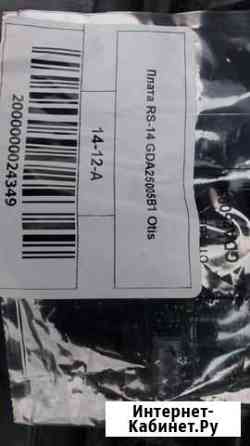 Плата RS-14 GDA25005B1 Otis
14-12-A
2000000024349
Интернет-
Кабинет.Ру